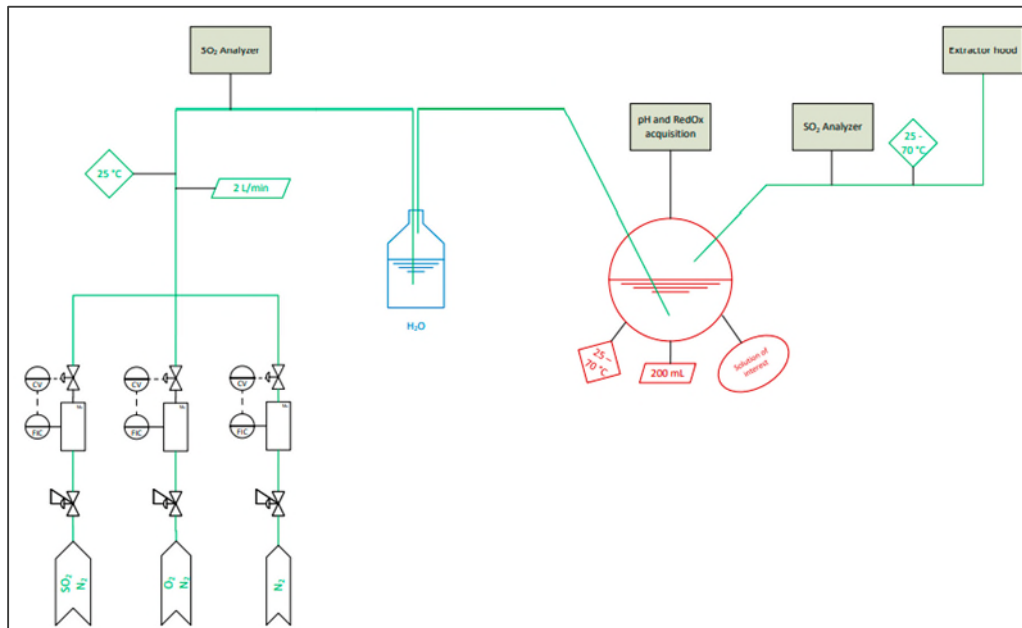 SO₂ Analyzer
Extractor hood
pH and RedOx
acquisition
SO₂ Analyzer
25 -
70 °C
25 °C
2 L/min
H₂O
25 –
70 °C
200 mL
Solution of
interest
CV
CV
CV
FIC
FIC
FIC
SO₂
N₂
O₂
N₂
N₂